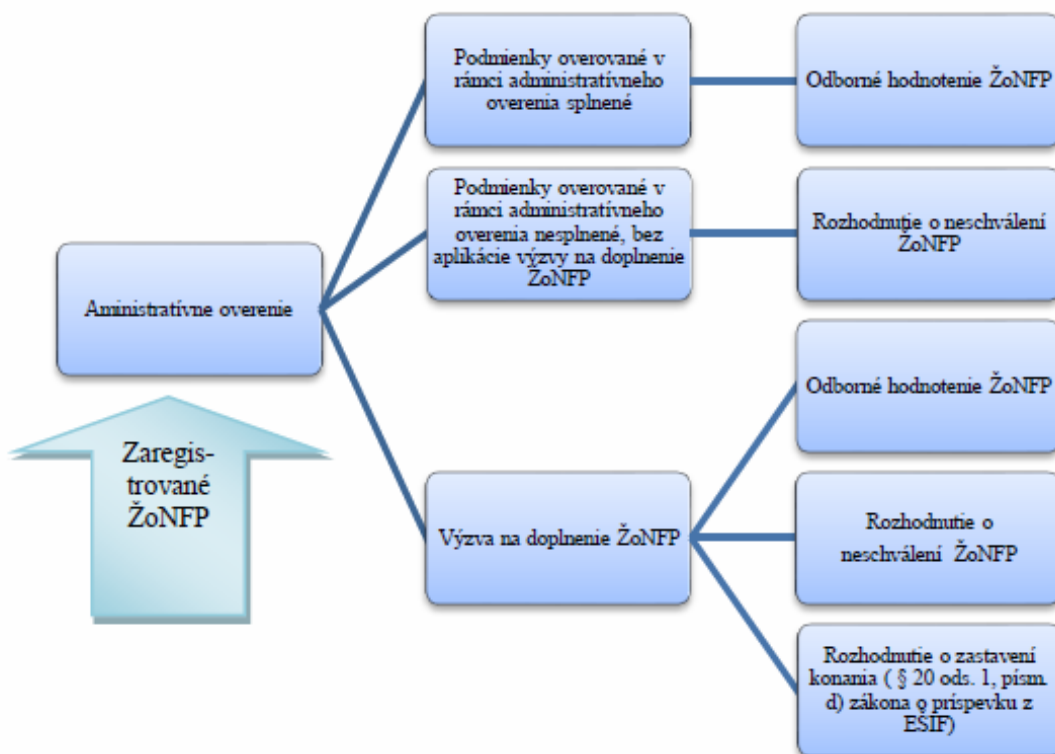 Podmienky overované v
rámci administratívneho
overenia splnené
Odborné hodnotenie ŽoNFP
Podmienky overované v
rámci administratívneho
overenia nesplnené, bez
aplikácie výzvy na doplnenie
ŽoNFP
Rozhodnutie o neschválení
ŽoNFP
Aministratívne overenie
Zaregis-
trované
ŽoNFP
Odborné hodnotenie ŽoNFP
Výzva na doplnenie ŽoNFP
Rozhodnutie o
neschválení ŽoNFP
Rozhodnutie o zastavení
konania ( § 20 ods. 1, písm.
d) zákona o príspevku z
EŠIF)